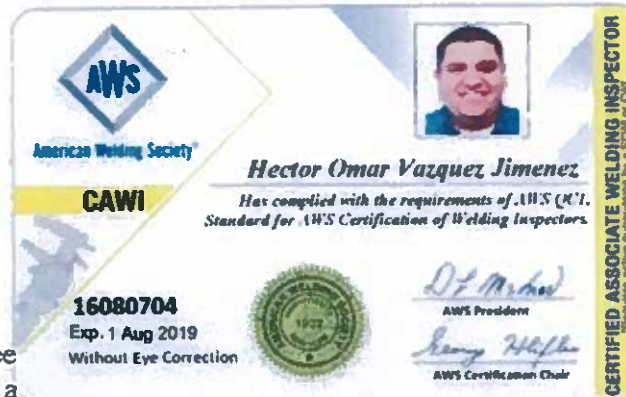 AWS
American Welding Society®
CAWI
Hector Omar Vazquez Jimenez
Has complied with the requirements of AWS QC1,
Standard for AWS Certification of Welding Inspectors
16080704
Exp. 1 Aug 2019
Without Eye Correction
AWS President
AWS Certification Chair
CERTIFIED ASSOCIATE WELDING INSPECTOR
ce
a